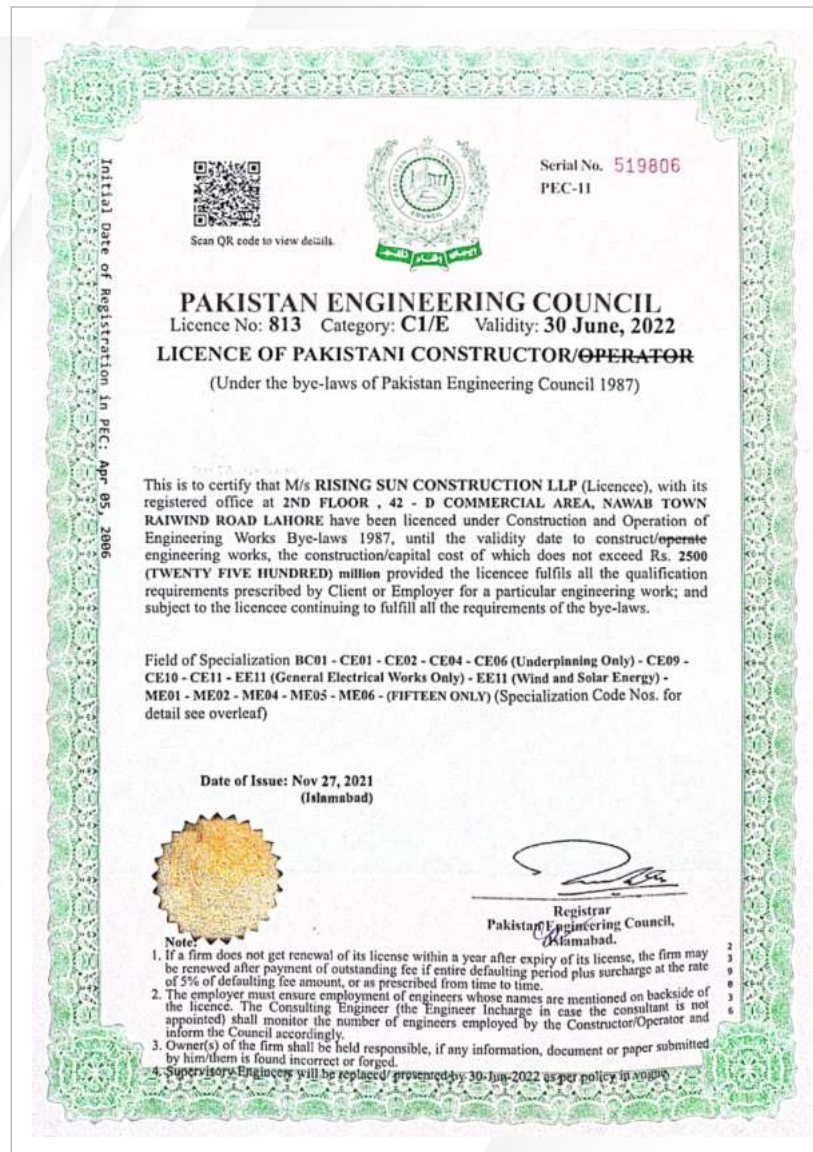 Serial No. 519806
PEC-11
Scan QR code to view details.
COUNCIL
Initial Date of Registration in PEC: Apr 05, 2006
PAKISTAN ENGINEERING COUNCIL
Licence No: 813 Category: C1/E Validity: 30 June, 2022
LICENCE OF PAKISTANI CONSTRUCTOR/OPERATOR
(Under the bye-laws of Pakistan Engineering Council 1987)
This is to certify that M/s RISING SUN CONSTRUCTION LLP (Licencee), with its
registered office at 2ND FLOOR , 42 - D COMMERCIAL AREA, NAWAB TOWN
RAIWIND ROAD LAHORE have been licenced under Construction and Operation of
Engineering Works Bye-laws 1987, until the validity date to construct/operate
engineering works, the construction/capital cost of which does not exceed Rs. 2500
(TWENTY FIVE HUNDRED) million provided the licencee fulfils all the qualification
requirements prescribed by Client or Employer for a particular engineering work; and
subject to the licencee continuing to fulfill all the requirements of the bye-laws.
Field of Specialization BC01 - CE01 - CE02 - CE04 - CE06 (Underpinning Only) - CE09 -
CE10 - CE11 - EE11 (General Electrical Works Only) - EE11 (Wind and Solar Energy) -
ME01 - ME02 - ME04 - ME05 - ME06 - (FIFTEEN ONLY) (Specialization Code Nos. for
detail see overleaf)
Date of Issue: Nov 27, 2021
(Islamabad)
Registrar
Pakistan Engineering Council,
Islamabad.
Note:
1. If a firm does not get renewal of its license within a year after expiry of its license, the firm may
be renewed after payment of outstanding fee if entire defaulting period plus surcharge at the rate
of 5% of defaulting fee amount, or as prescribed from time to time.
2. The employer must ensure employment of engineers whose names are mentioned on backside of
the licence. The Consulting Engineer (the Engineer Incharge in case the consultant is not
appointed) shall monitor the number of engineers employed by the Constructor/Operator and
inform the Council accordingly.
3. Owner(s) of the firm shall be held responsible, if any information, document or paper submitted
by him/them is found incorrect or forged.
4. Supervisory Engineers will be replaced/ presented by 30-Jun-2022 as per policy in vogue
2390836